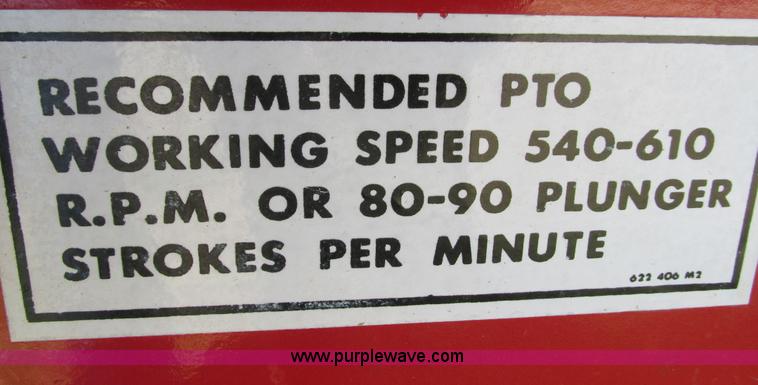 RECOMMENDED PTO
WORKING SPEED 540-610
R.P.M. OR 80-90 PLUNGER
STROKES PER MINUTE
622 406 M2
www.purplewave.com